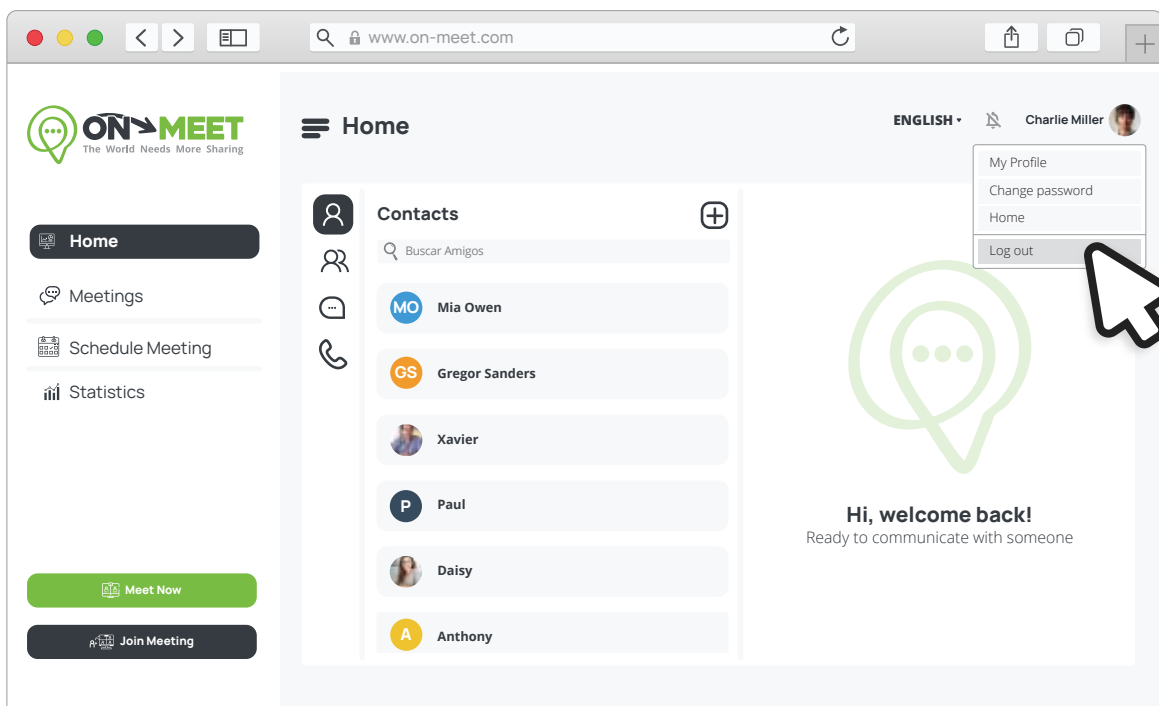 www.on-meet.com
ON MEET
The World Needs More Sharing
Home
ENGLISH
Charlie Miller
My Profile
Change password
Home
Log out
Home
Meetings
Schedule Meeting
Statistics
Meet Now
Join Meeting
Contacts
Buscar Amigos
MO Mia Owen
GS Gregor Sanders
Xavier
P Paul
Daisy
A Anthony
Hi, welcome back!
Ready to communicate with someone